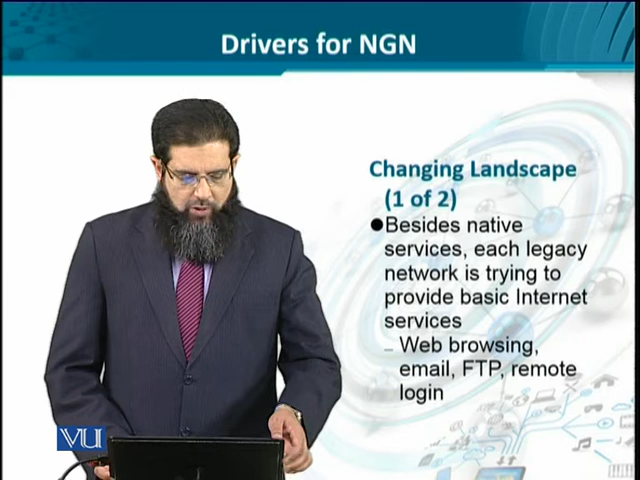 Drivers for NGN
Changing Landscape
(1 of 2)
●Besides native
services, each legacy
network is trying to
provide basic Internet
services
– Web browsing,
email, FTP, remote
login
VU